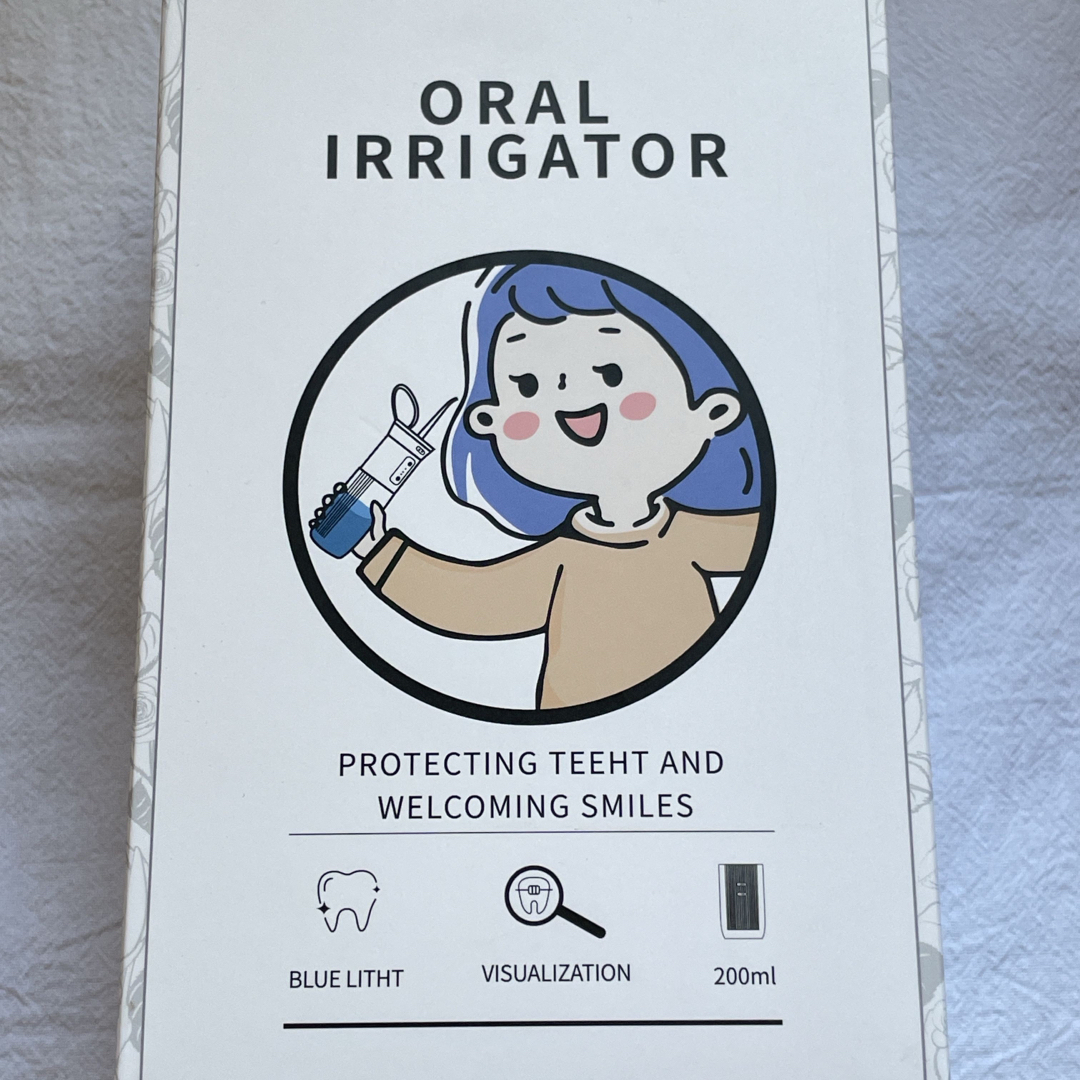 ORAL
IRRIGATOR
PROTECTING TEEHT AND
WELCOMING SMILES
BLUE LITHT
VISUALIZATION
200ml